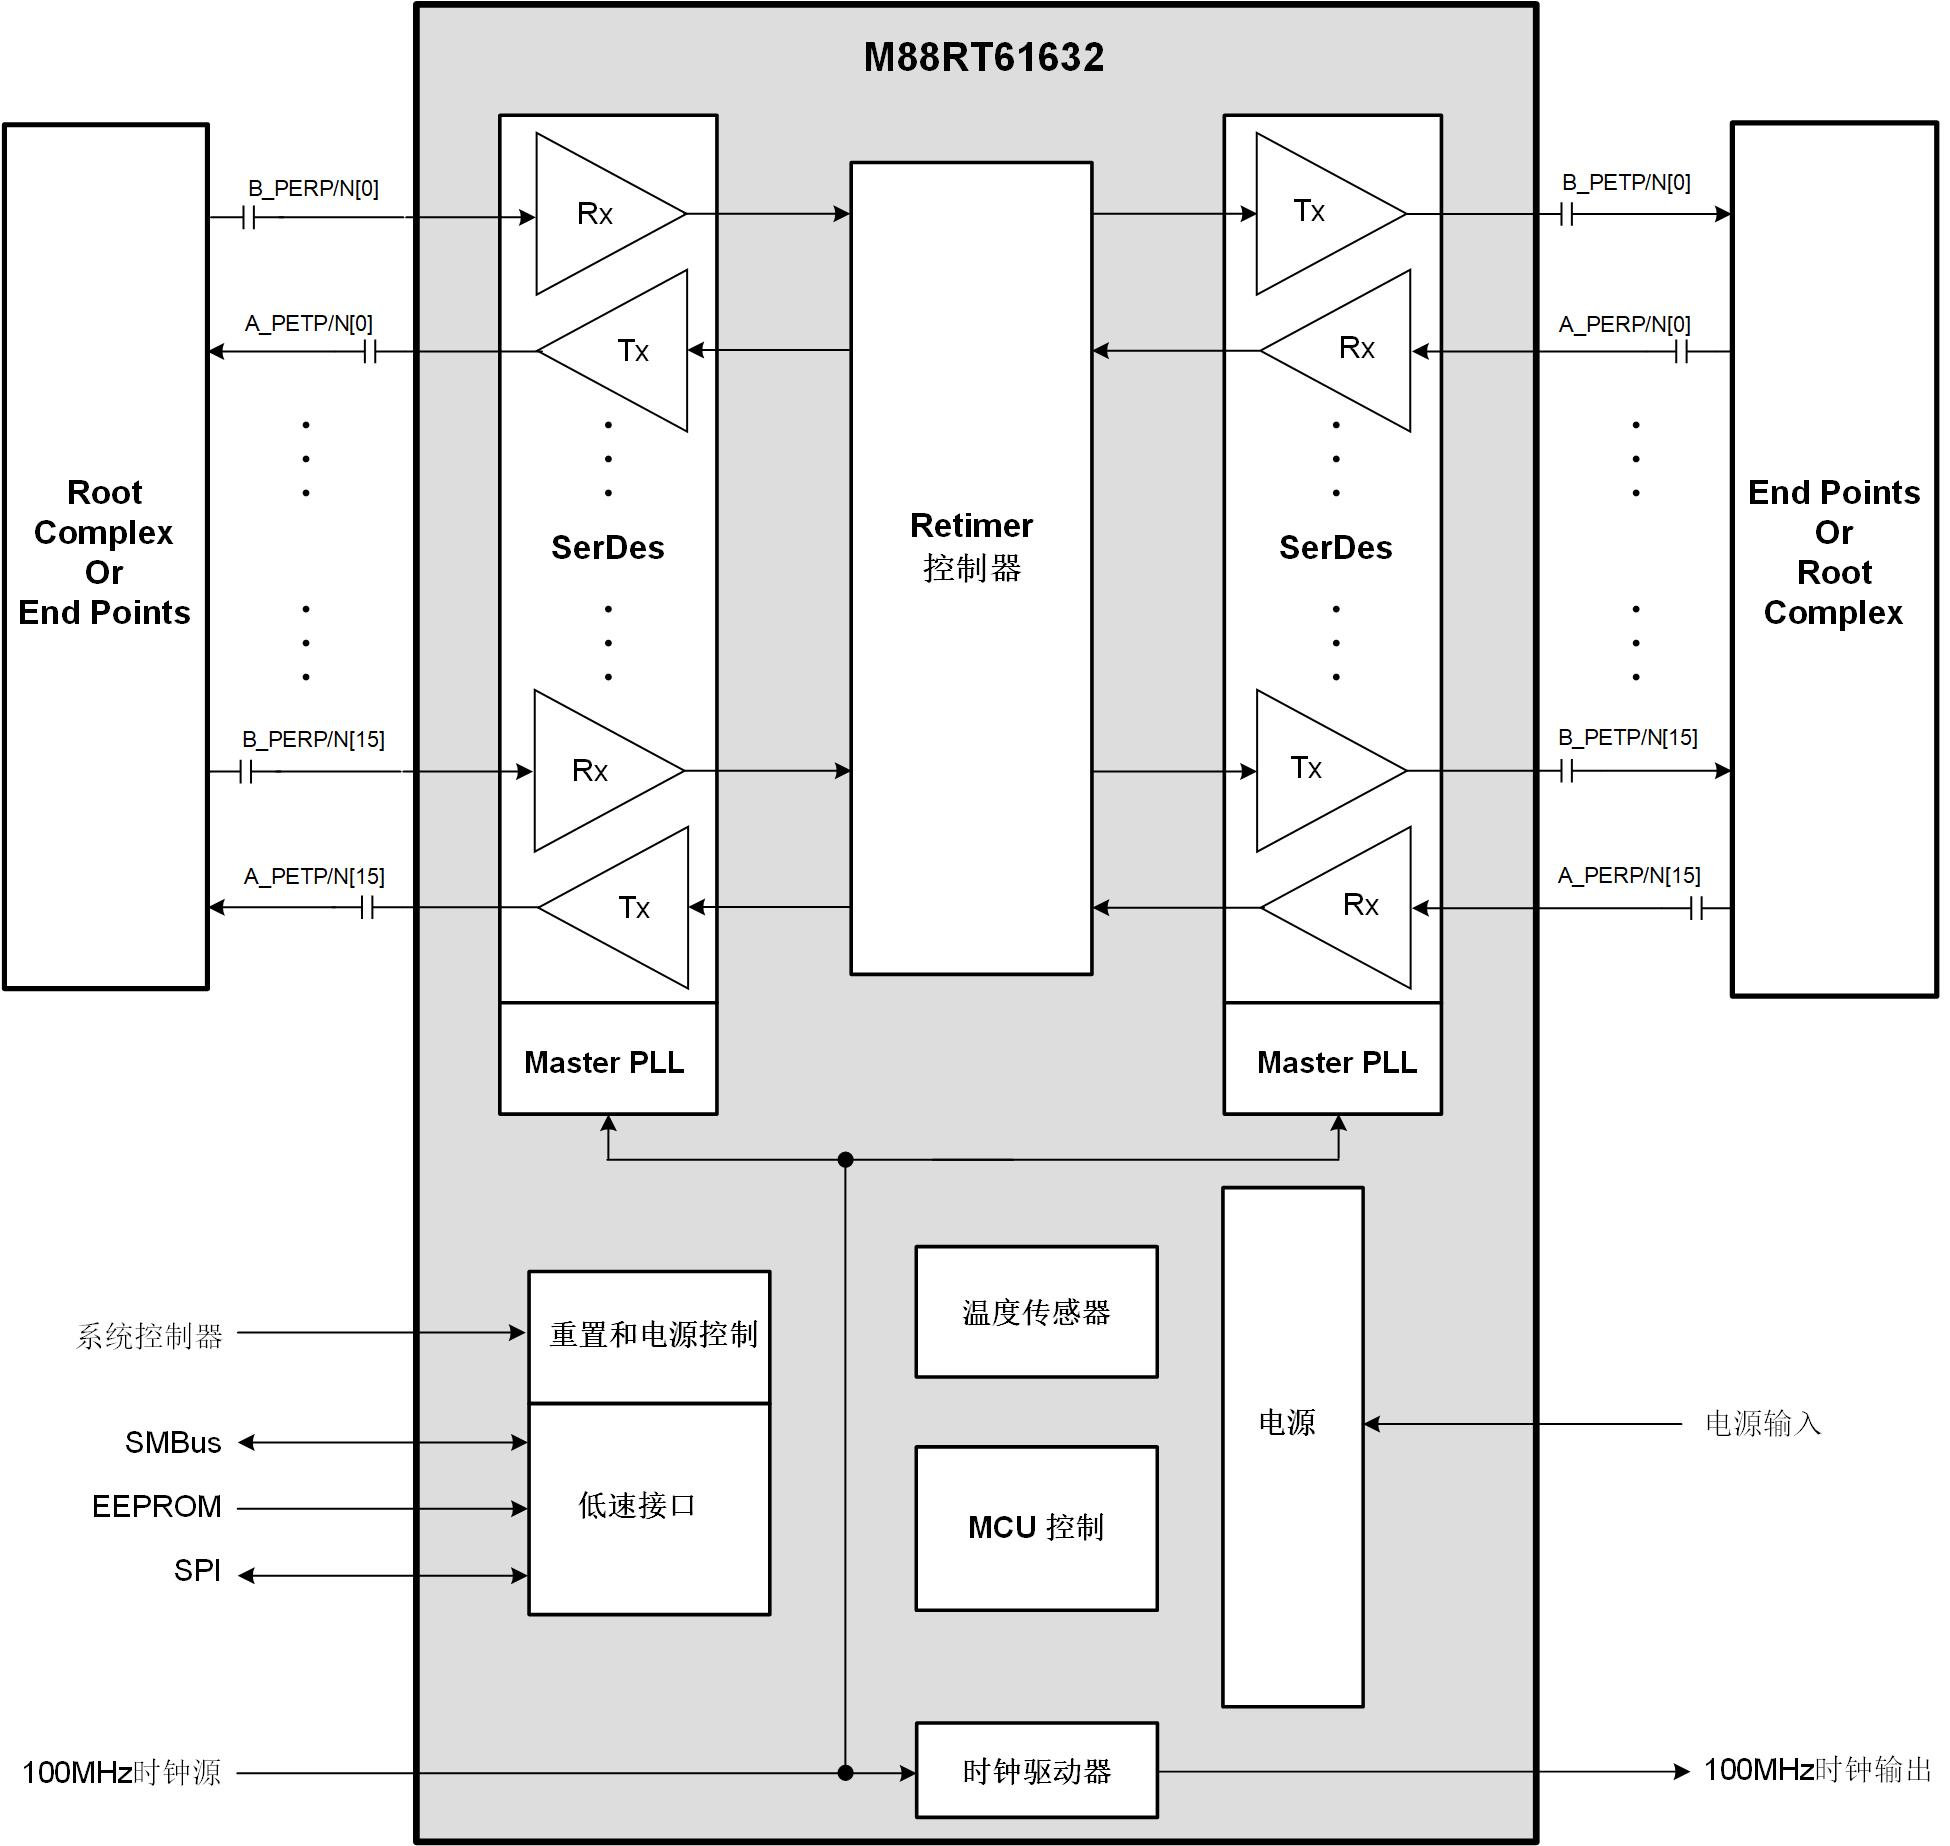 M88RT61632
B_PERP/N[0]
Rx
Tx
B_PETP/N[0]
A_PETP/N[0]
Tx
Rx
A_PERP/N[0]
Root
Complex
Or
End Points
SerDes
Retimer
控制器
SerDes
End Points
Or
Root
Complex
B_PERP/N[15]
Rx
Tx
B_PETP/N[15]
A_PETP/N[15]
Tx
Rx
A_PERP/N[15]
Master PLL
Master PLL
系统控制器
重置和电源控制
温度传感器
SMBus
EEPROM
SPI
低速接口
MCU 控制
电源
电源输入
100MHz时钟源
时钟驱动器
100MHz时钟输出